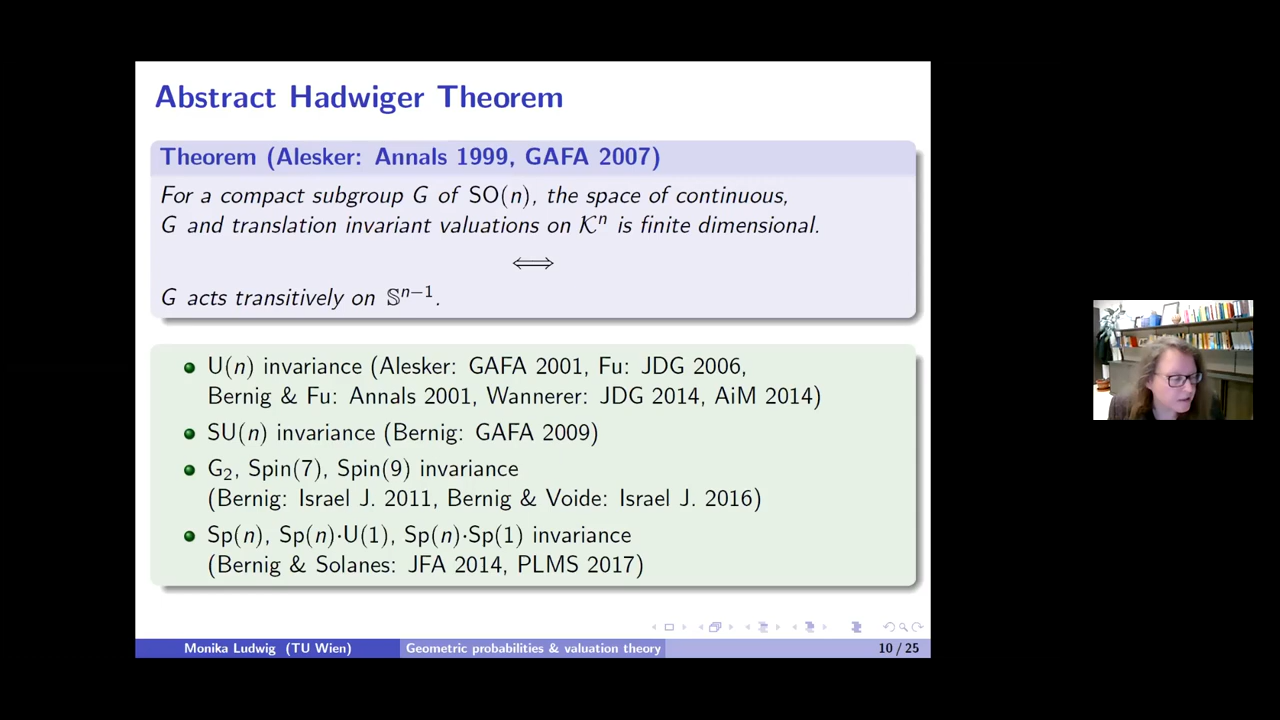 Abstract Hadwiger Theorem
Theorem (Alesker: Annals 1999, GAFA 2007)
For a compact subgroup G of SO(n), the space of continuous,
G and translation invariant valuations on 𝒦ⁿ is finite dimensional.
⟺
G acts transitively on 𝕊ⁿ⁻¹.
U(n) invariance (Alesker: GAFA 2001, Fu: JDG 2006,
Bernig & Fu: Annals 2001, Wannerer: JDG 2014, AiM 2014)
SU(n) invariance (Bernig: GAFA 2009)
G₂, Spin(7), Spin(9) invariance
(Bernig: Israel J. 2011, Bernig & Voide: Israel J. 2016)
Sp(n), Sp(n)·U(1), Sp(n)·Sp(1) invariance
(Bernig & Solanes: JFA 2014, PLMS 2017)
Monika Ludwig (TU Wien) Geometric probabilities & valuation theory 10 / 25